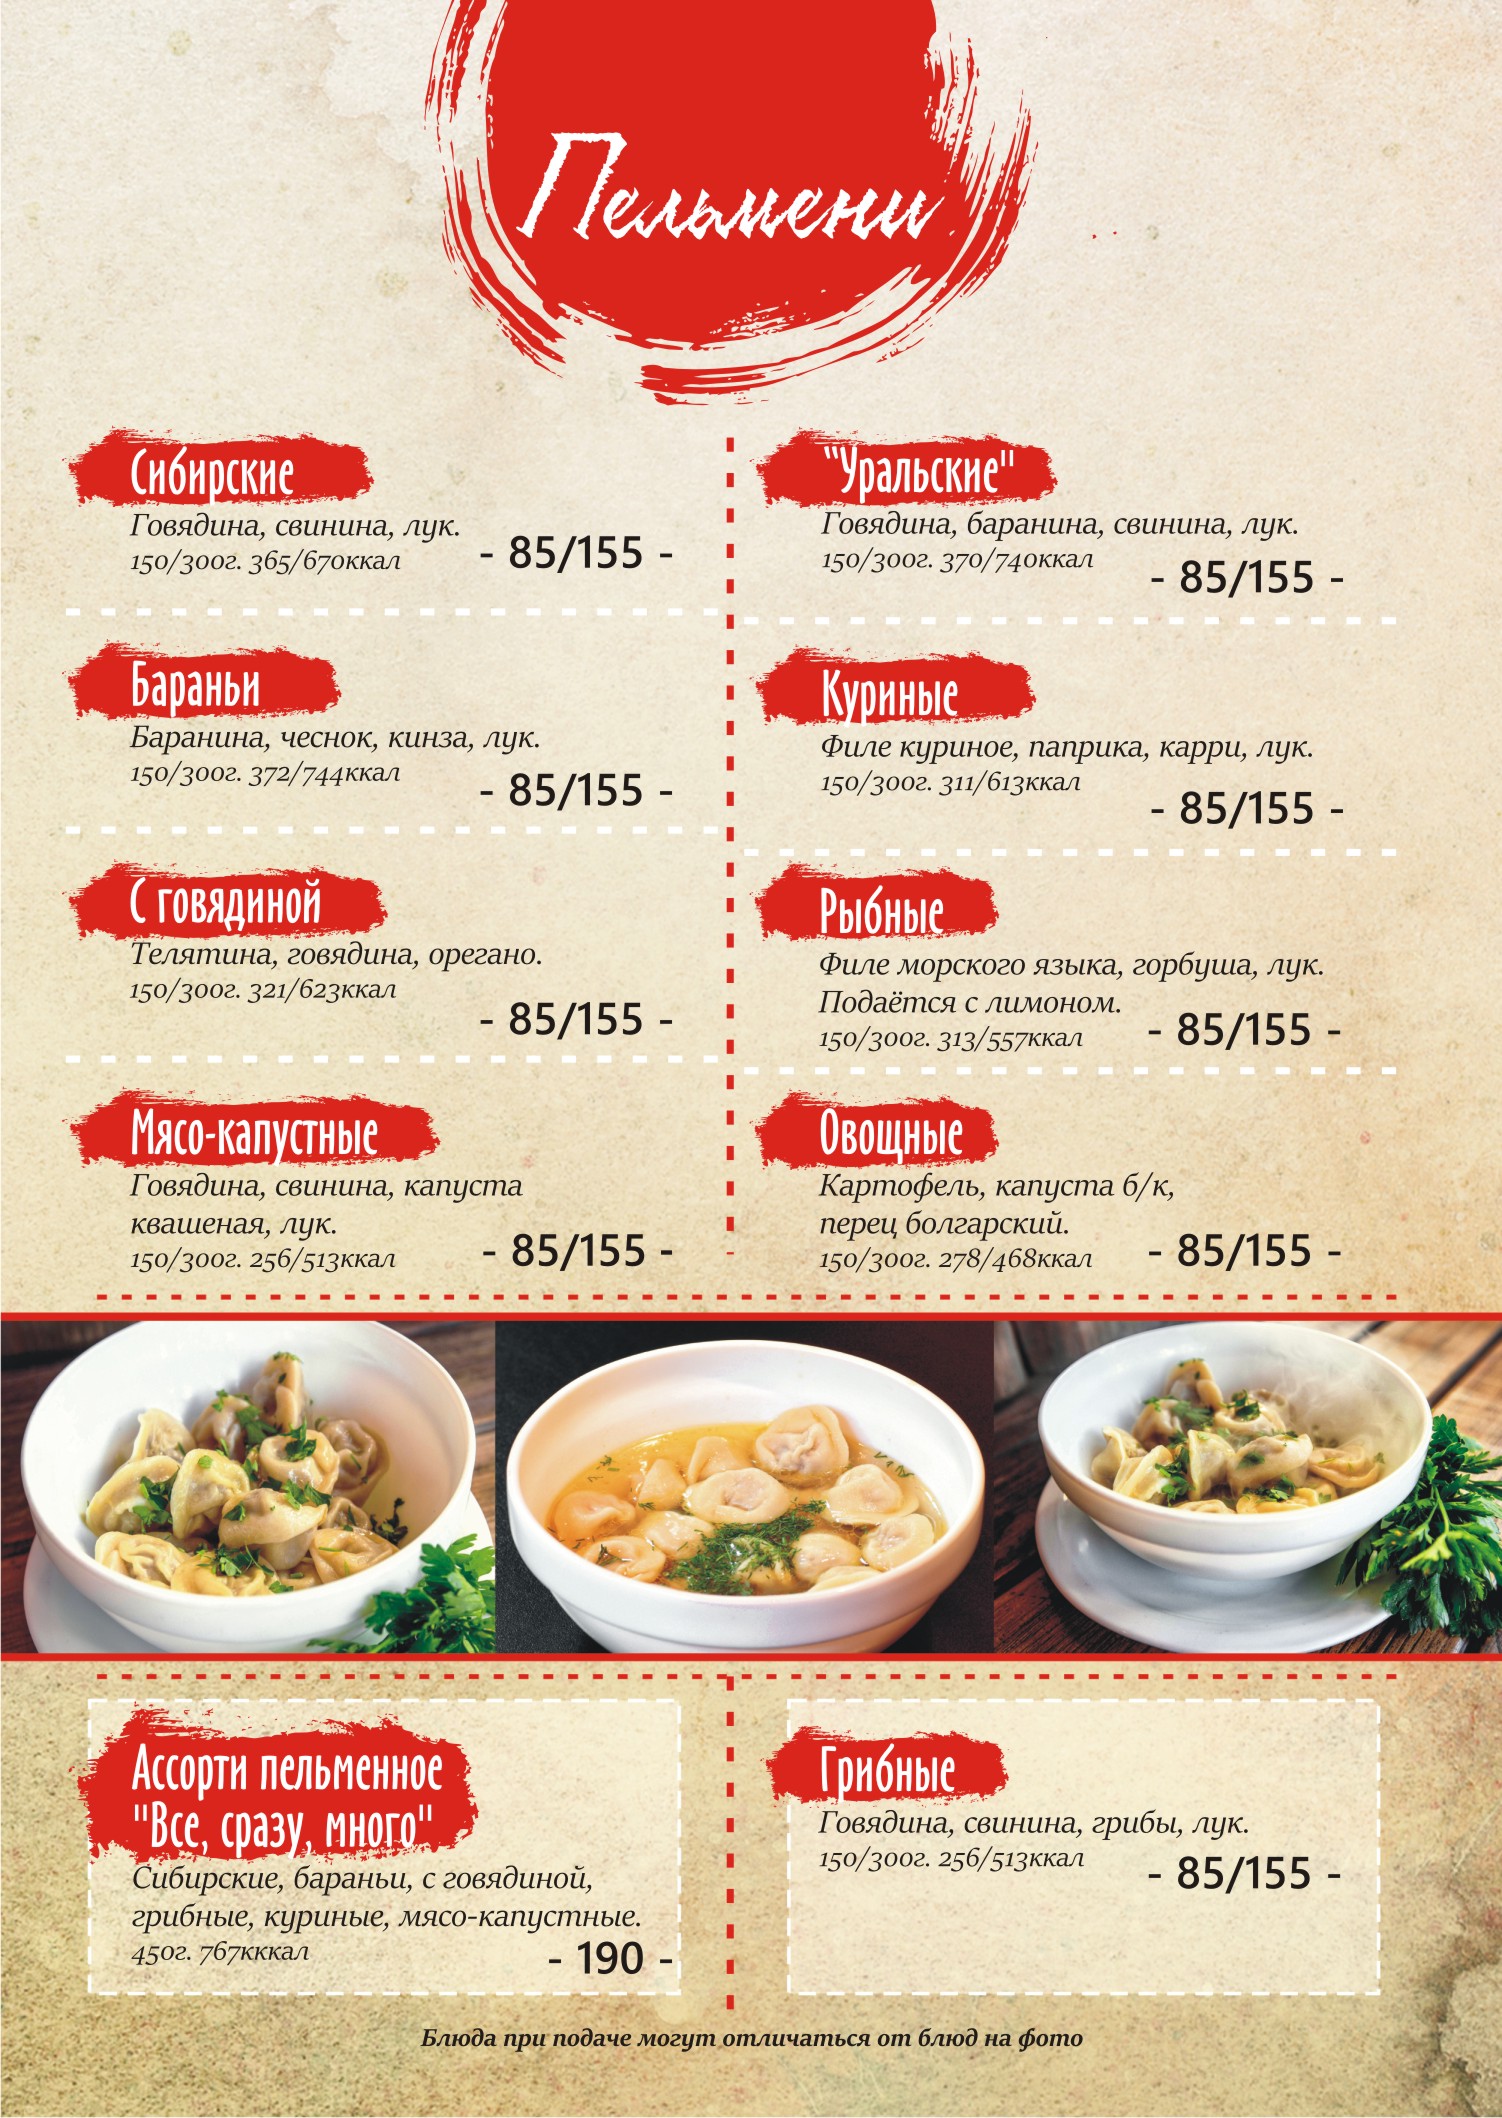 Пельмени
Сибирские
Говядина, свинина, лук.
150/300г. 365/670ккал
- 85/155 -
Бараньи
Баранина, чеснок, кинза, лук.
150/300г. 372/744ккал
- 85/155 -
С говядиной
Телятина, говядина, орегано.
150/300г. 321/623ккал
- 85/155 -
Мясо-капустные
Говядина, свинина, капуста
квашеная, лук.
150/300г. 256/513ккал
- 85/155 -
"Уральские"
Говядина, баранина, свинина, лук.
150/300г. 370/740ккал
- 85/155 -
Куриные
Филе куриное, паприка, карри, лук.
150/300г. 311/613ккал
- 85/155 -
Рыбные
Филе морского языка, горбуша, лук.
Подаётся с лимоном.
150/300г. 313/557ккал
- 85/155 -
Овощные
Картофель, капуста б/к,
перец болгарский.
150/300г. 278/468ккал
- 85/155 -
Ассорти пельменное
"Все, сразу, много"
Сибирские, бараньи, с говядиной,
грибные, куриные, мясо-капустные.
450г. 767кккал
- 190 -
Грибные
Говядина, свинина, грибы, лук.
150/300г. 256/513ккал
- 85/155 -
Блюда при подаче могут отличаться от блюд на фото